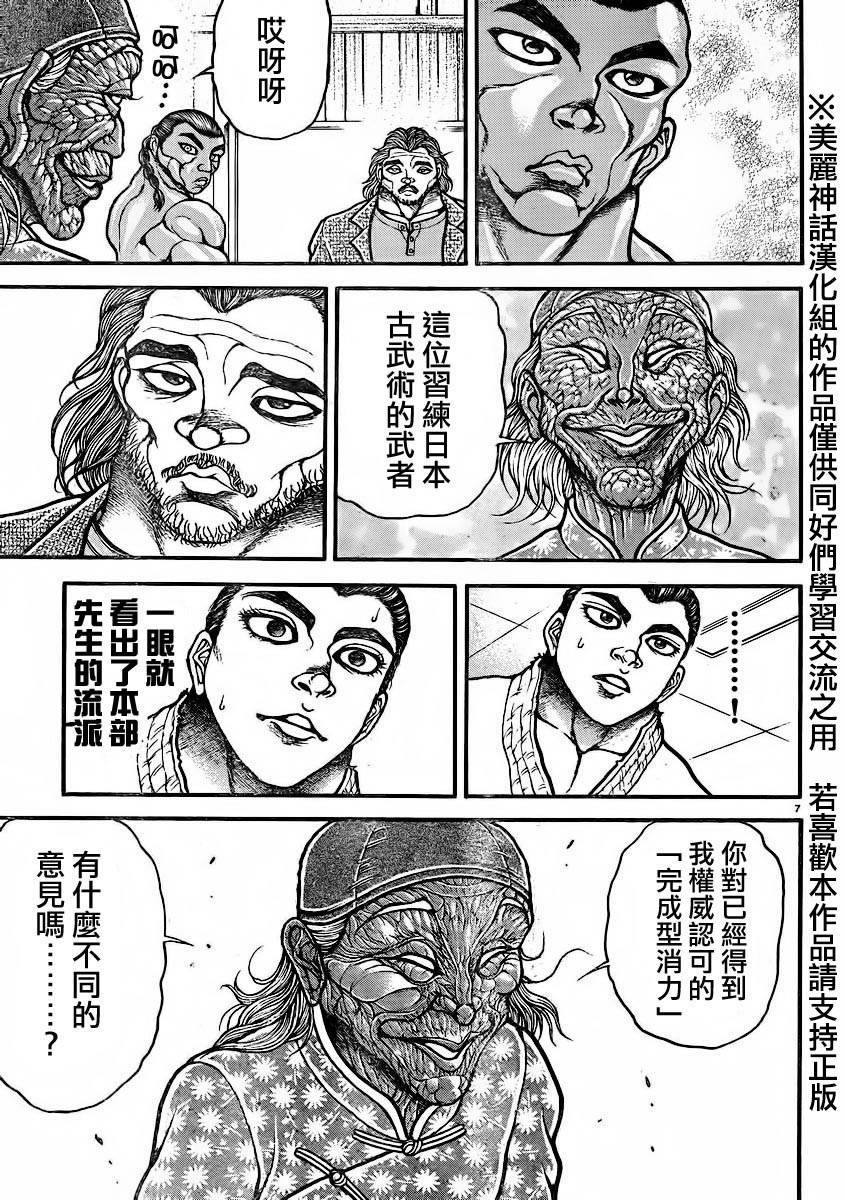 哎呀呀
呵呵…
這位習練日本
古武術的武者
………！
一眼就
看出了本部
先生的流派
7
你對已經得到
我權威認可的
「完成型消力」
有什麼不同的
意見嗎………？
※美麗神話漢化組的作品僅供同好們學習交流之用　若喜歡本作品請支持正版